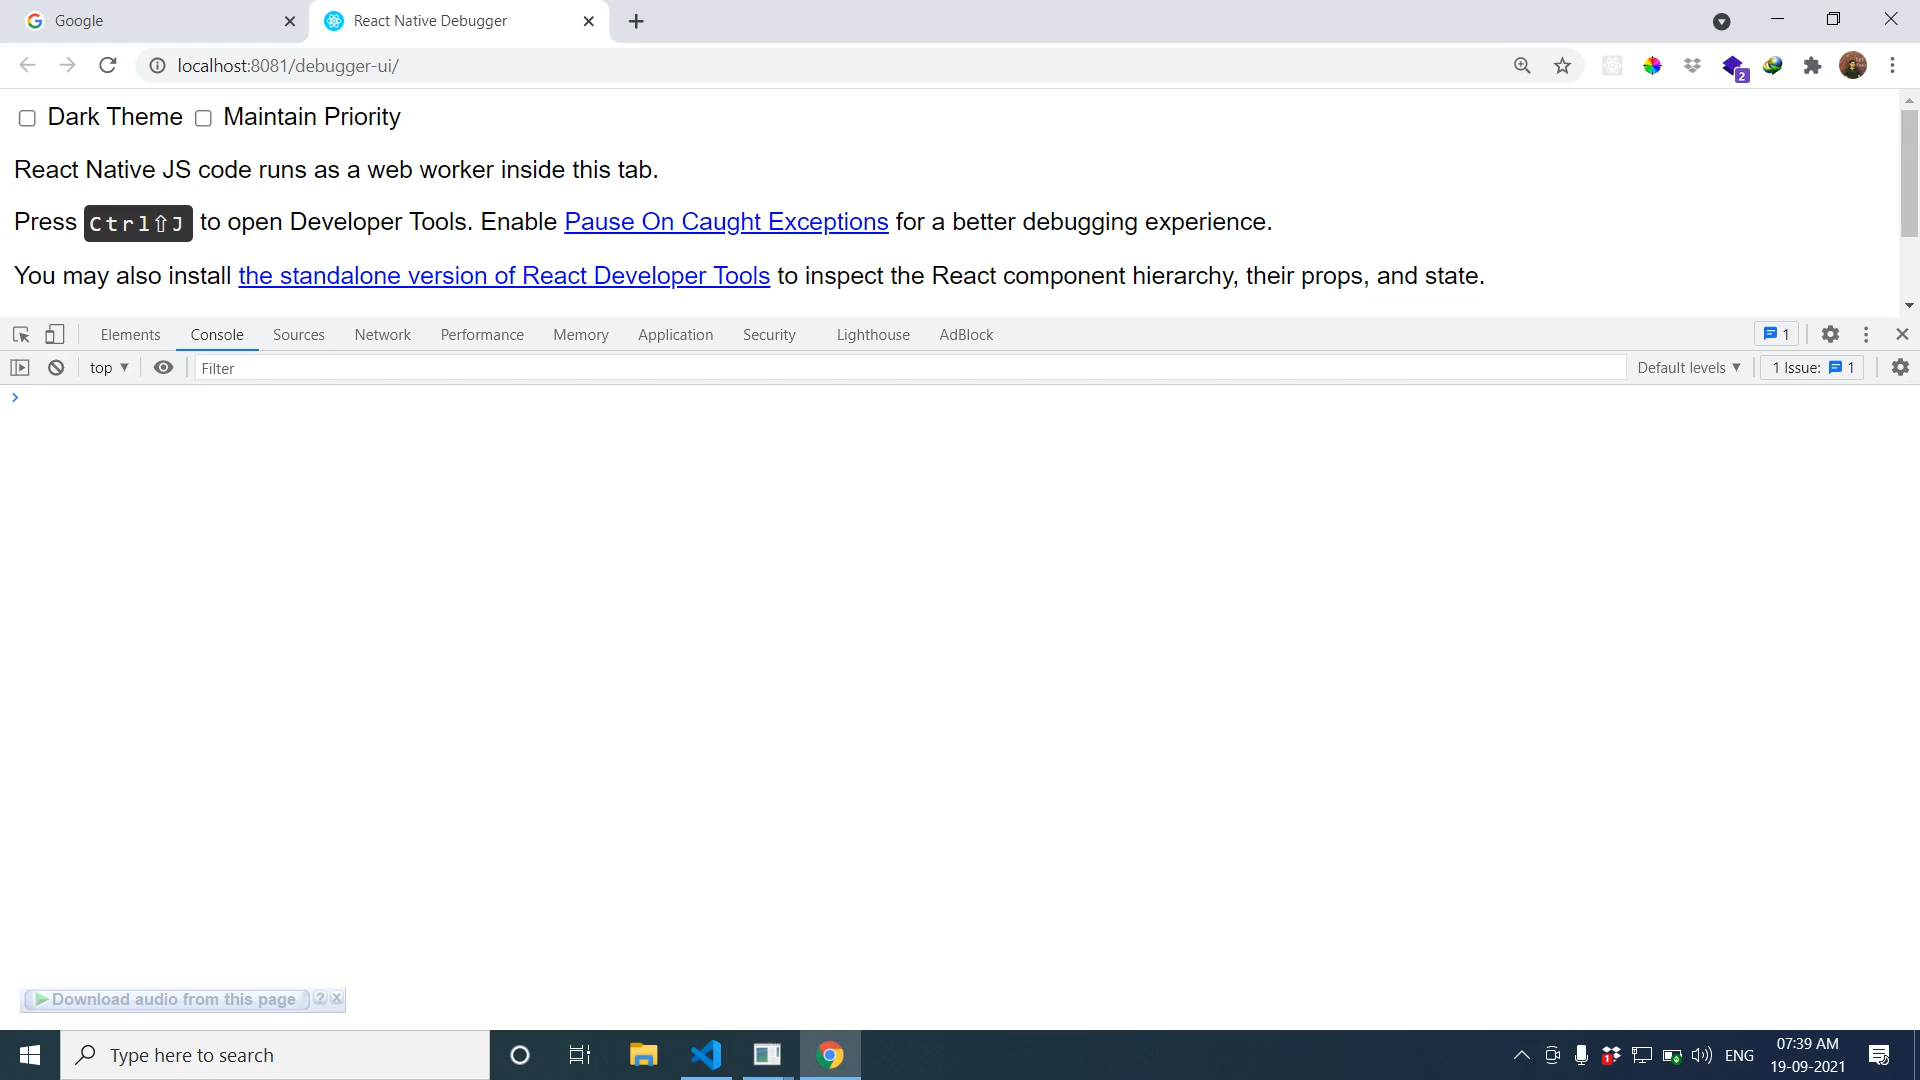 Google
React Native Debugger
localhost:8081/debugger-ui/
2
Dark Theme Maintain Priority
React Native JS code runs as a web worker inside this tab.
Press Ctrl⇧J to open Developer Tools. Enable Pause On Caught Exceptions for a better debugging experience.
You may also install the standalone version of React Developer Tools to inspect the React component hierarchy, their props, and state.
Elements Console Sources Network Performance Memory Application Security Lighthouse AdBlock 1
top Filter Default levels 1 Issue: 1
Download audio from this page ? X
Type here to search
1 ENG
07:39 AM
19-09-2021